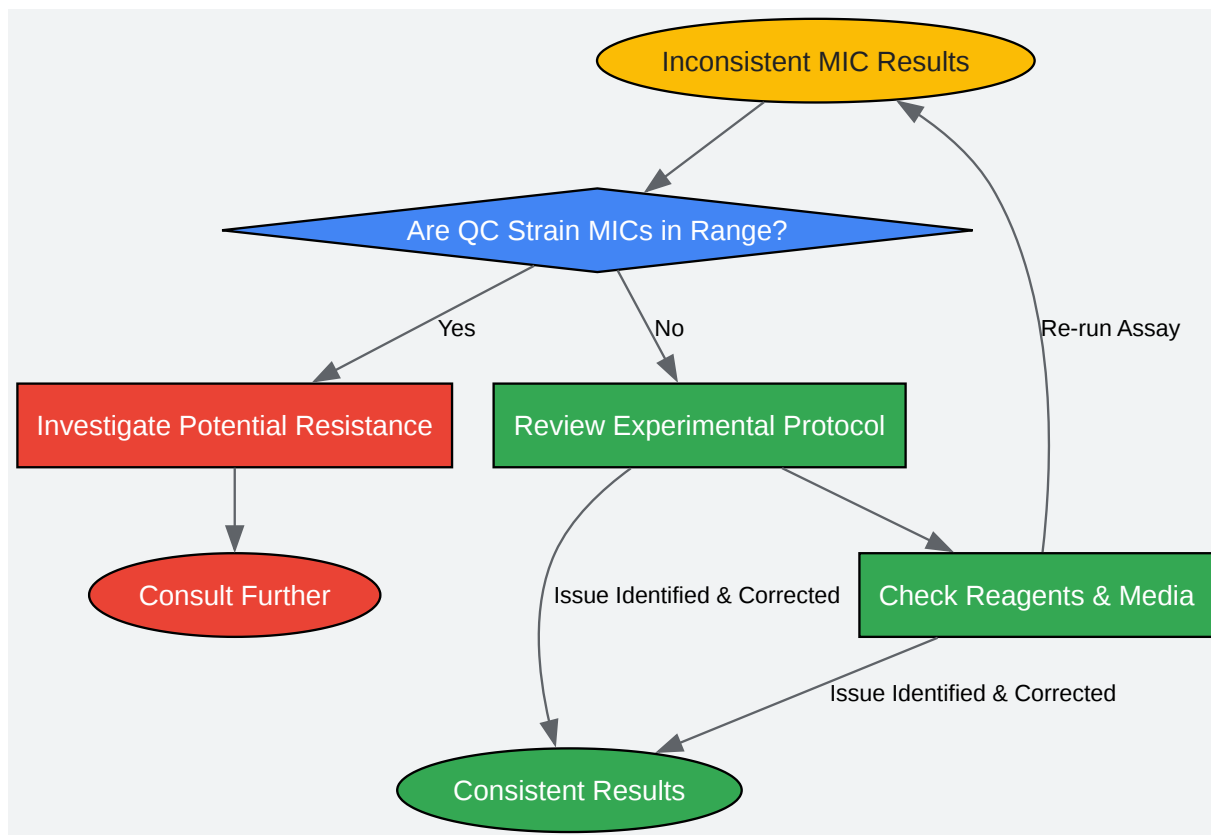 Inconsistent MIC Results
Are QC Strain MICs in Range?
Yes
No
Re-run Assay
Investigate Potential Resistance
Review Experimental Protocol
Consult Further
Issue Identified & Corrected
Check Reagents & Media
Issue Identified & Corrected
Consistent Results